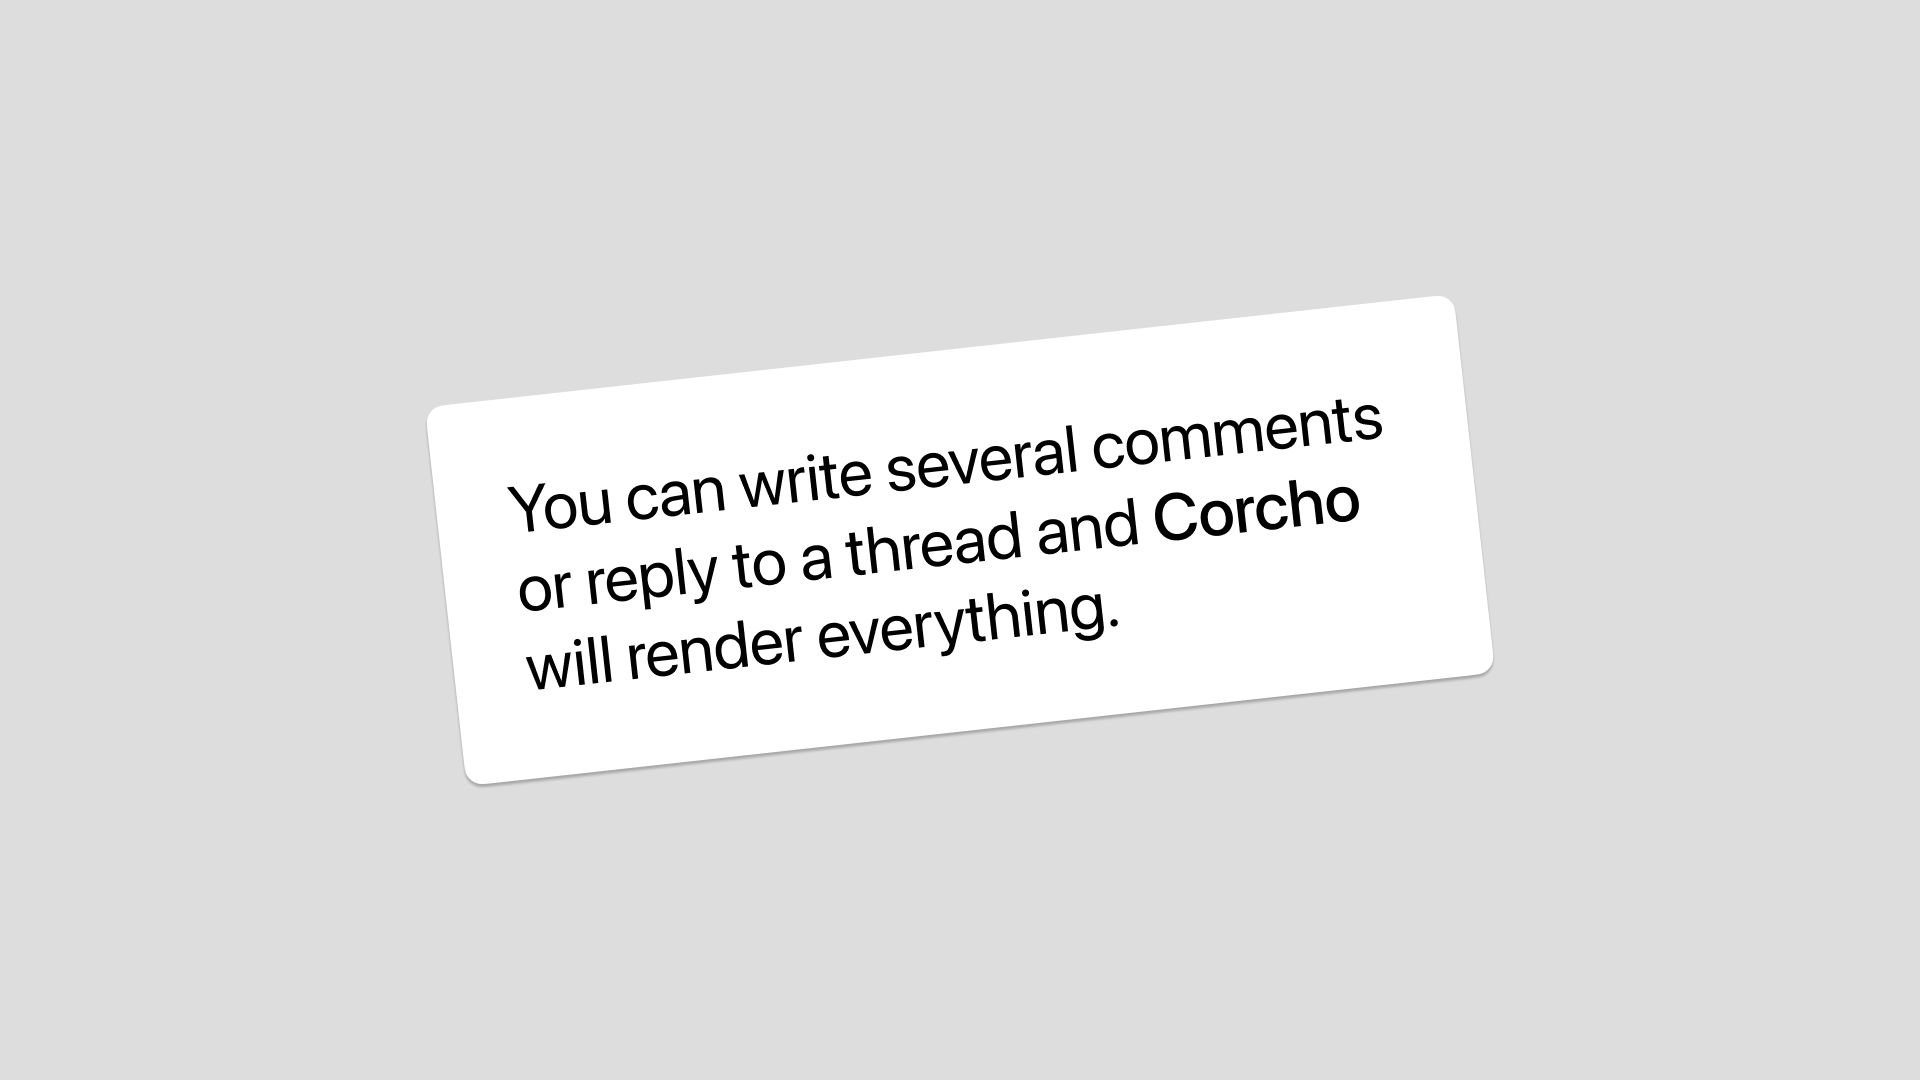 You can write several comments
or reply to a thread and Corcho
will render everything.